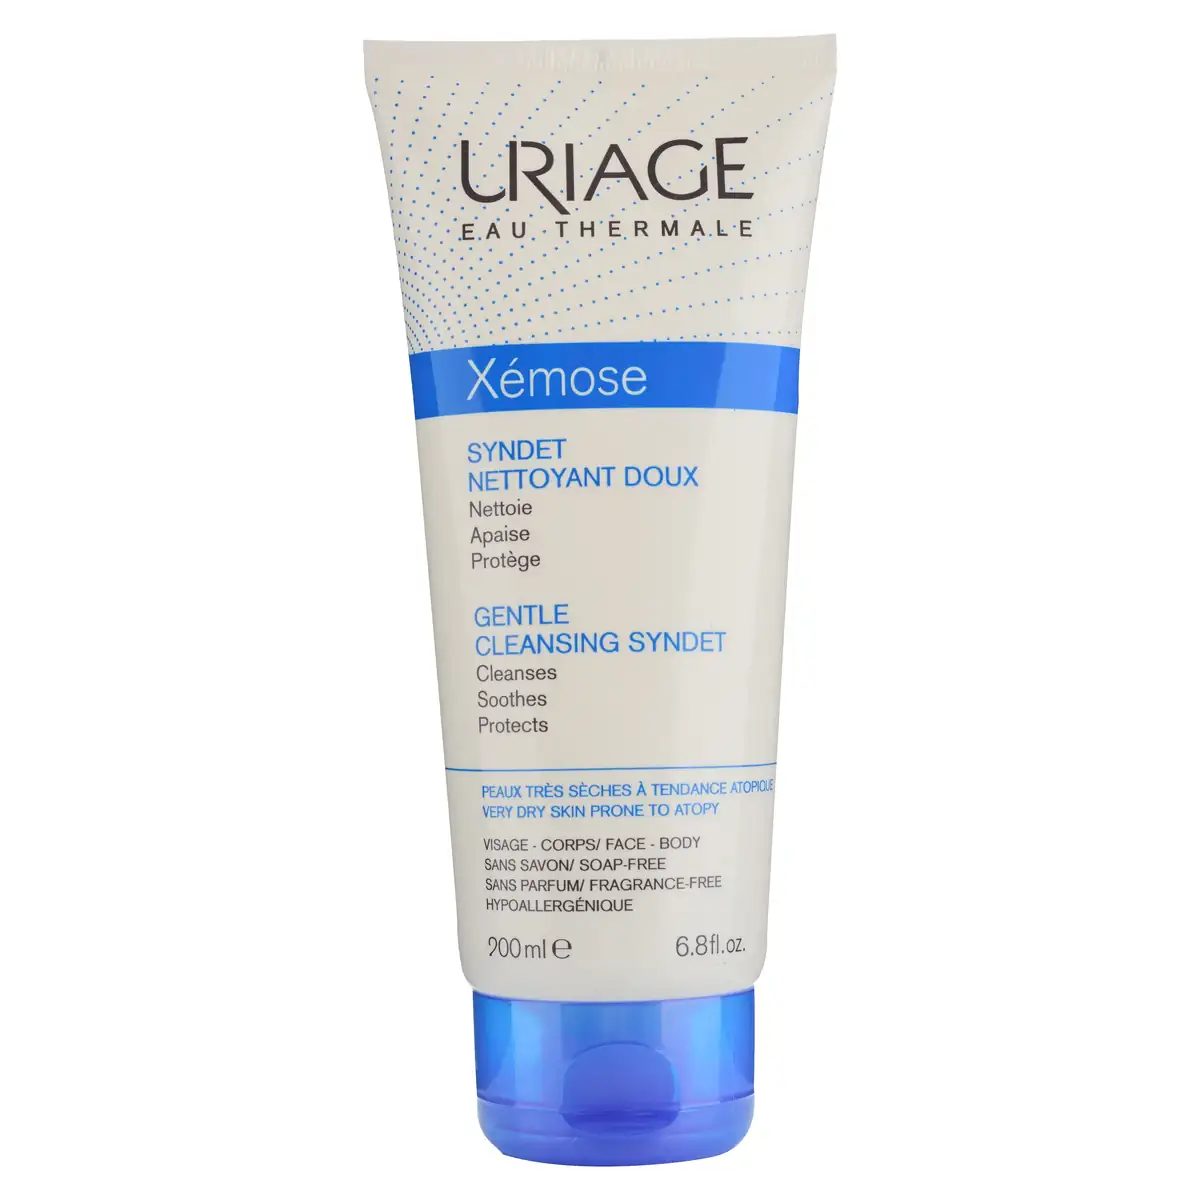 URIAGE
EAU THERMALE
Xémose
SYNDET
NETTOYANT DOUX
Nettoie
Apaise
Protège
GENTLE
CLEANSING SYNDET
Cleanses
Soothes
Protects
PEAUX TRÈS SÈCHES À TENDANCE ATOPIQUE
VERY DRY SKIN PRONE TO ATOPY
VISAGE - CORPS/ FACE - BODY
SANS SAVON/ SOAP-FREE
SANS PARFUM/ FRAGRANCE-FREE
HYPOALLERGÉNIQUE
200 ml ℮ 6.8fl.oz.